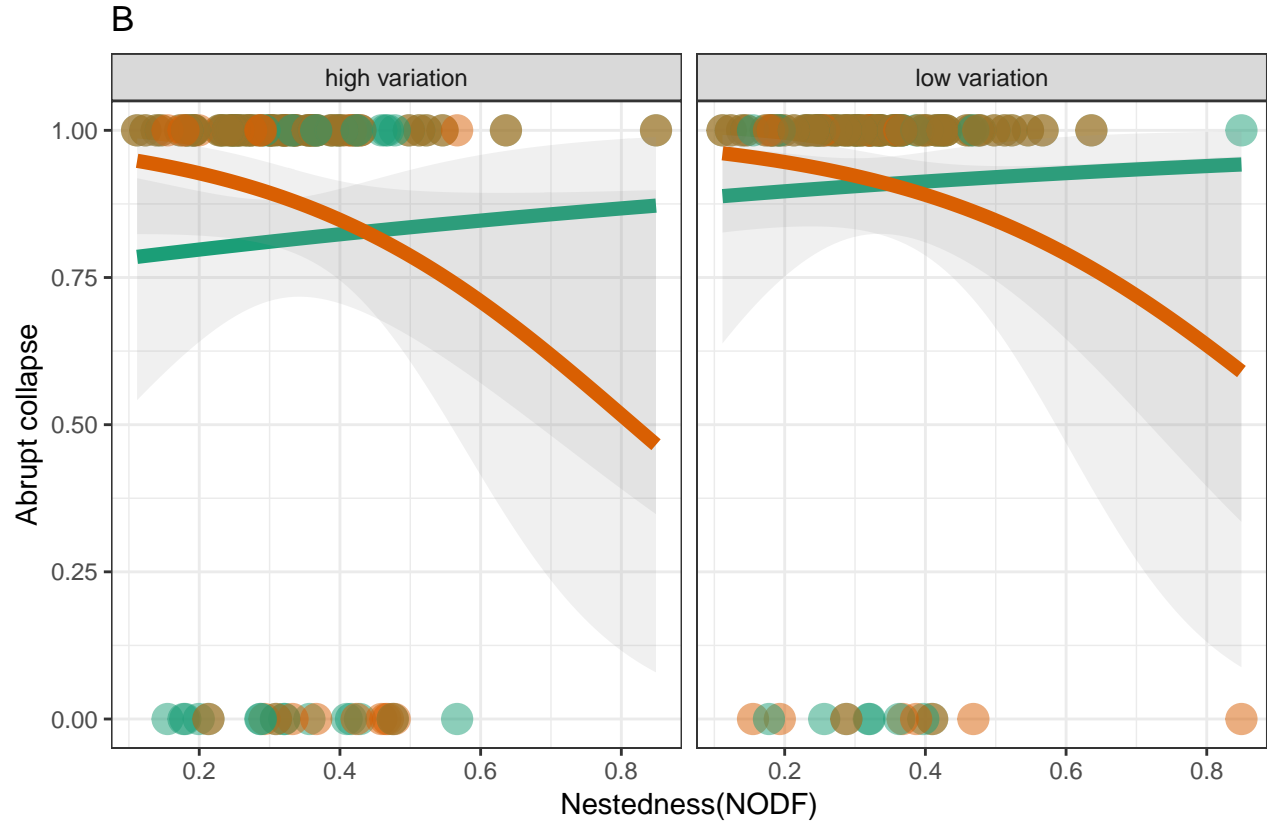 B
high variation
low variation
1.00
0.75
0.50
0.25
0.00
Abrupt collapse
0.2 0.4 0.6 0.8
0.2 0.4 0.6 0.8
Nestedness(NODF)